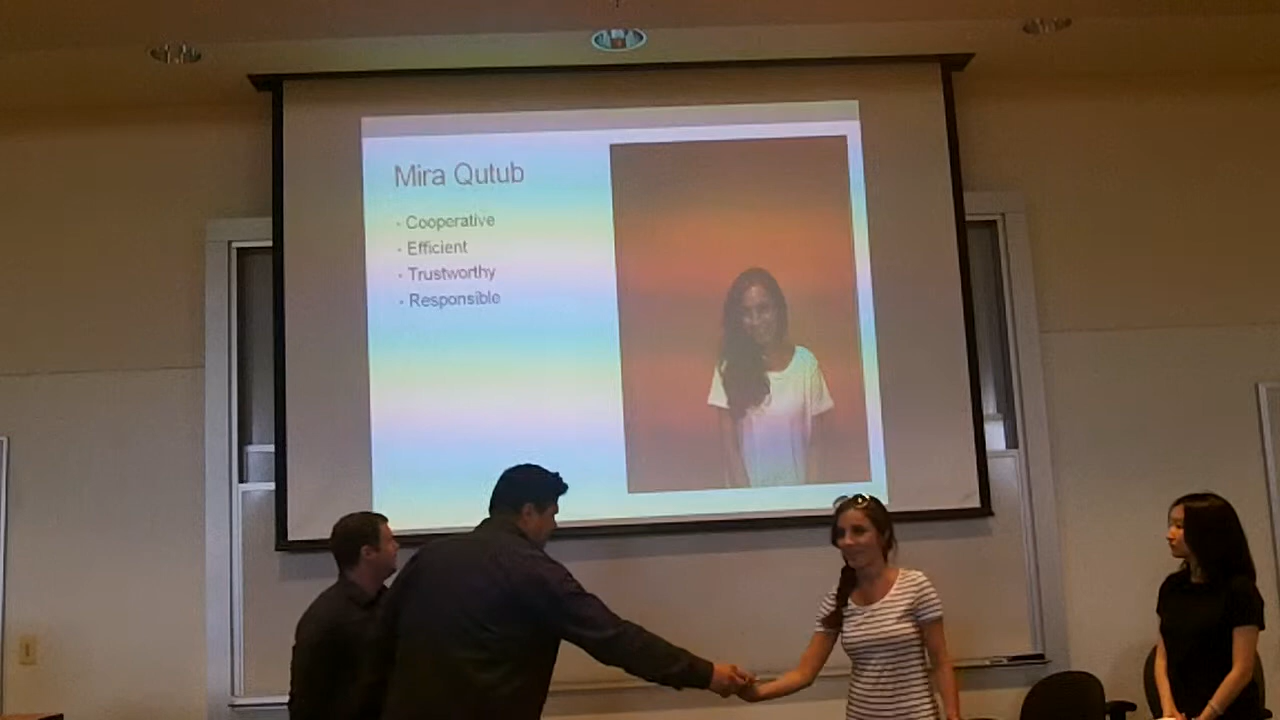 Mira Qutub
- Cooperative
- Efficient
- Trustworthy
- Responsible